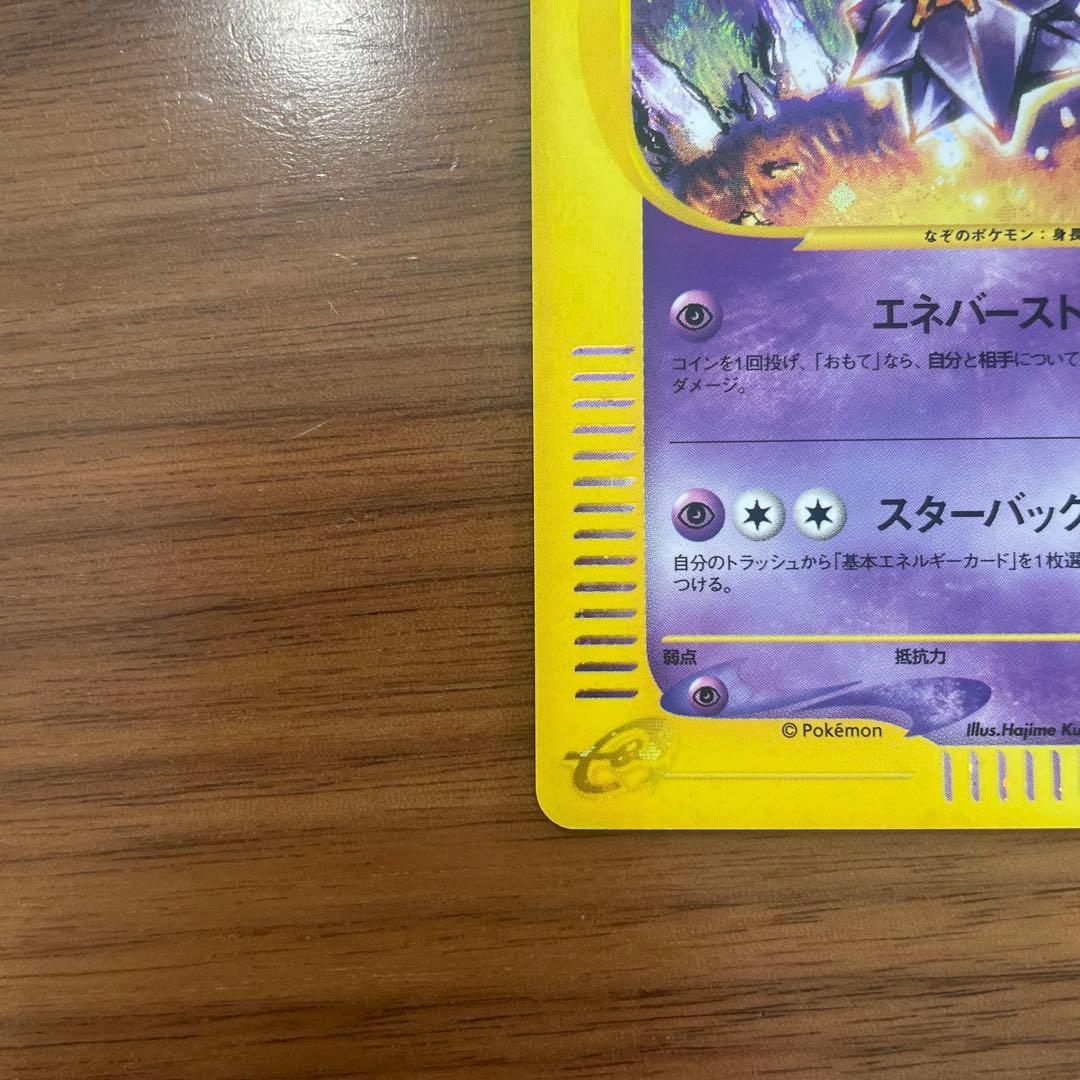 なぞのポケモン：身長
エネバースト
コインを1回投げ、「おもて」なら、自分と相手について
ダメージ。
スターバック
自分のトラッシュから「基本エネルギーカード」を1枚選
つける。
弱点 抵抗力
© Pokémon Illus.Hajime Ku